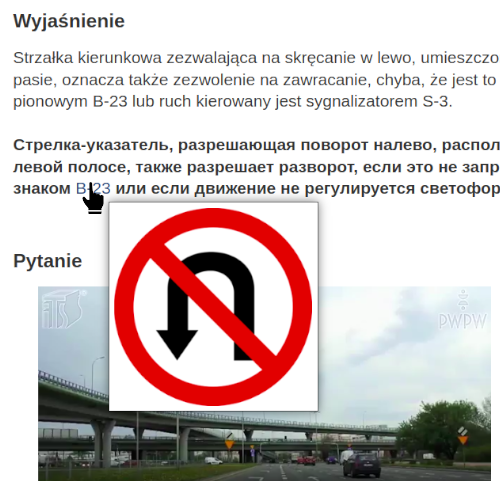 Wyjaśnienie
Strzałka kierunkowa zezwalająca na skręcanie w lewo, umieszczo
pasie, oznacza także zezwolenie na zawracanie, chyba, że jest to
pionowym B-23 lub ruch kierowany jest sygnalizatorem S-3.
Стрелка-указатель, разрешающая поворот налево, распол
левой полосе, также разрешает разворот, если это не запр
знаком B-23 или если движение не регулируется светофор
Pytanie
ITS
PWPW